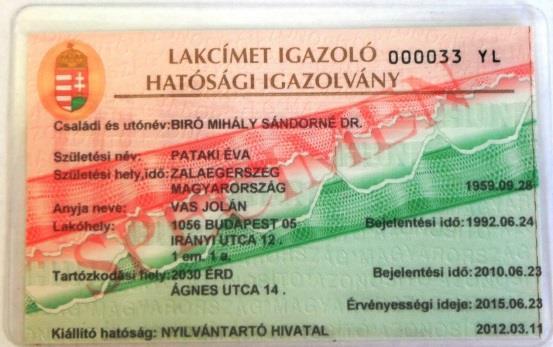 LAKCÍMET IGAZOLÓ 000033 YL
HATÓSÁGI IGAZOLVÁNY
Családi és utónév: BIRÓ MIHÁLY SÁNDORNÉ DR.
Születési név: PATAKI ÉVA
Születési hely,idő: ZALAEGERSZEG
MAGYARORSZÁG 1959.09.28
Anyja neve: VAS JOLÁN
Lakóhely: 1056 BUDAPEST 05 Bejelentési idő: 1992.06.24
IRÁNYI UTCA 12 .
1 em. 1 a.
Tartózkodási hely: 2030 ÉRD Bejelentési idő: 2010.06.23
ÁGNES UTCA 14 .
Érvényességi ideje: 2015.06.23
Kiállító hatóság: NYILVÁNTARTÓ HIVATAL 2012.03.11
SPECIMEN